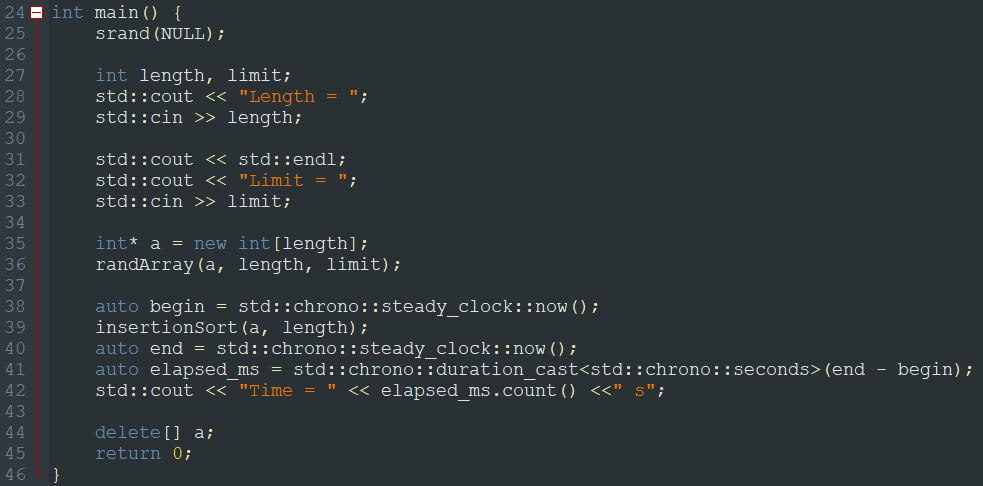 24 int main() {
25     srand(NULL);
26
27     int length, limit;
28     std::cout << "Length = ";
29     std::cin >> length;
30
31     std::cout << std::endl;
32     std::cout << "Limit = ";
33     std::cin >> limit;
34
35     int* a = new int[length];
36     randArray(a, length, limit);
37
38     auto begin = std::chrono::steady_clock::now();
39     insertionSort(a, length);
40     auto end = std::chrono::steady_clock::now();
41     auto elapsed_ms = std::chrono::duration_cast<std::chrono::seconds>(end - begin);
42     std::cout << "Time = " << elapsed_ms.count() <<" s";
43
44     delete[] a;
45     return 0;
46 }